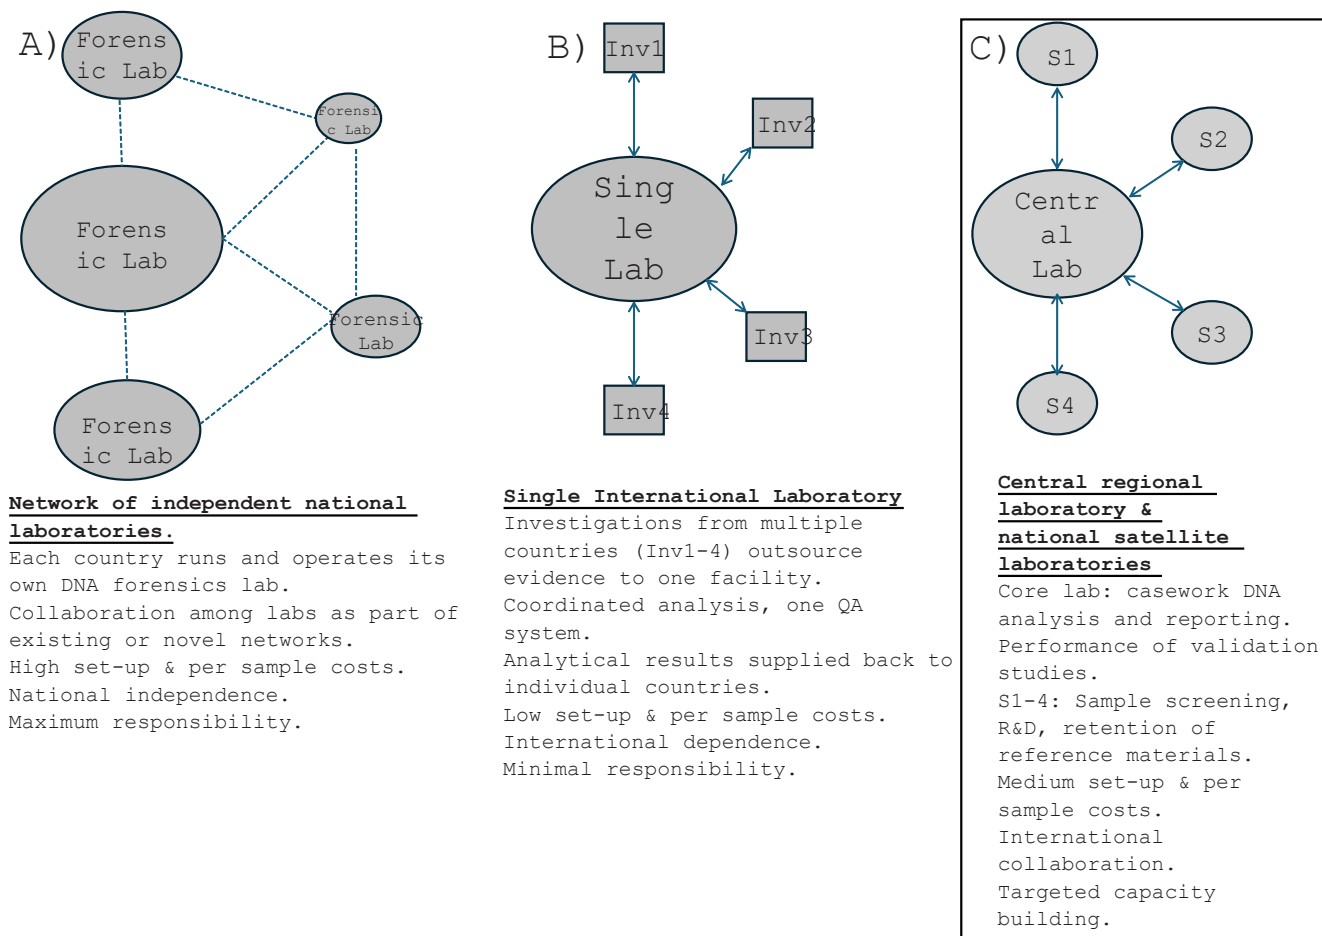 A)
Forens
ic Lab
Forensi
c Lab
Forens
ic Lab
Forensic
Lab
Forens
ic Lab
Network of independent national
laboratories.
Each country runs and operates its
own DNA forensics lab.
Collaboration among labs as part of
existing or novel networks.
High set-up & per sample costs.
National independence.
Maximum responsibility.
B)
Inv1
Inv2
Sing
le
Lab
Inv3
Inv4
Single International Laboratory
Investigations from multiple
countries (Inv1-4) outsource
evidence to one facility.
Coordinated analysis, one QA
system.
Analytical results supplied back to
individual countries.
Low set-up & per sample costs.
International dependence.
Minimal responsibility.
C)
S1
S2
Centr
al
Lab
S3
S4
Central regional
laboratory &
national satellite
laboratories
Core lab: casework DNA
analysis and reporting.
Performance of validation
studies.
S1-4: Sample screening,
R&D, retention of
reference materials.
Medium set-up & per
sample costs.
International
collaboration.
Targeted capacity
building.